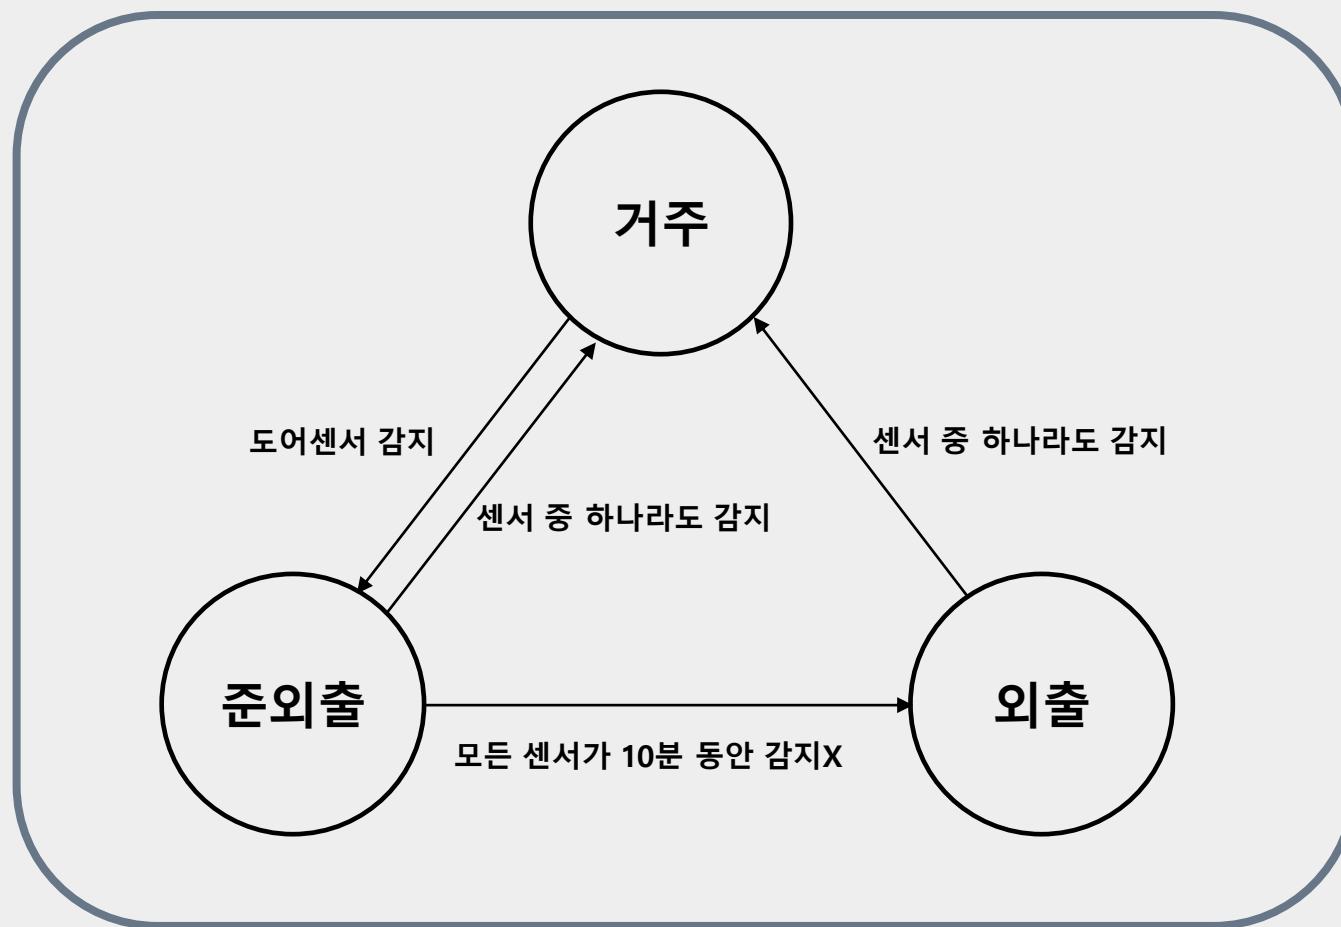 거주
도어센서 감지
센서 중 하나라도 감지
센서 중 하나라도 감지
준외출
외출
모든 센서가 10분 동안 감지X